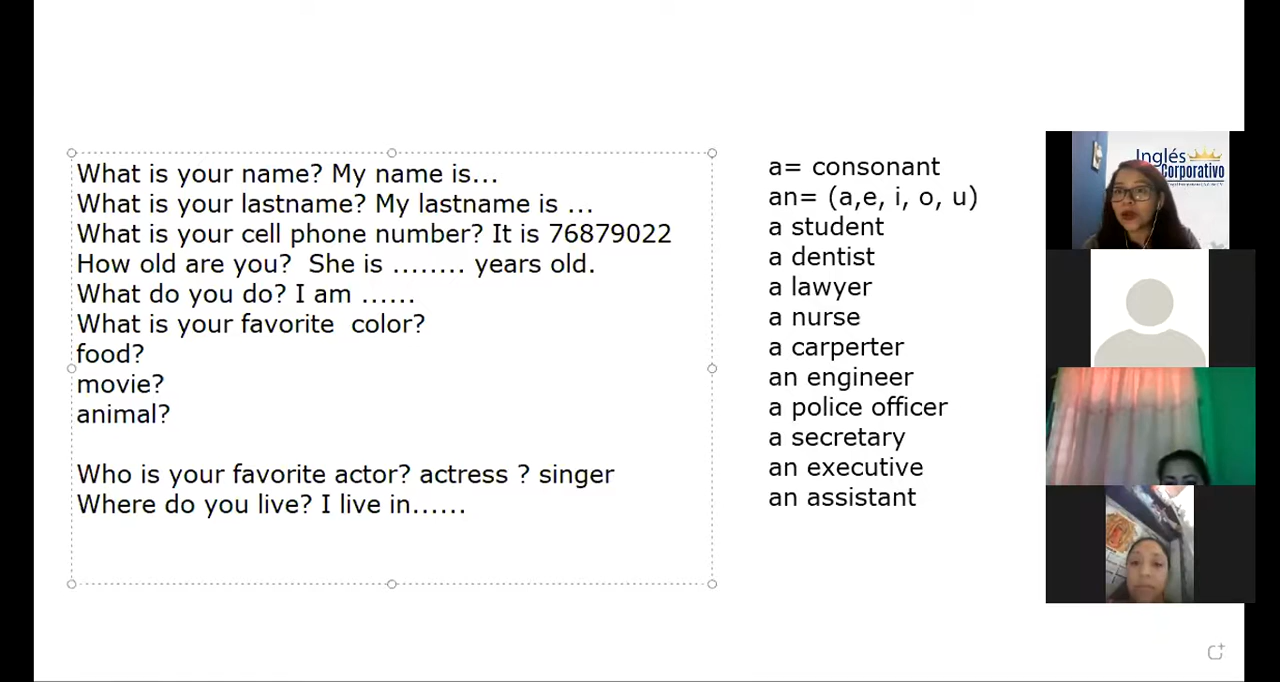 What is your name? My name is...
What is your lastname? My lastname is ...
What is your cell phone number? It is 76879022
How old are you?  She is ........ years old.
What do you do? I am ......
What is your favorite  color?
food?
movie?
animal?
Who is your favorite actor? actress ? singer
Where do you live? I live in......
a= consonant
an= (a,e, i, o, u)
a student
a dentist
a lawyer
a nurse
a carperter
an engineer
a police officer
a secretary
an executive
an assistant
Inglés
Corporativo